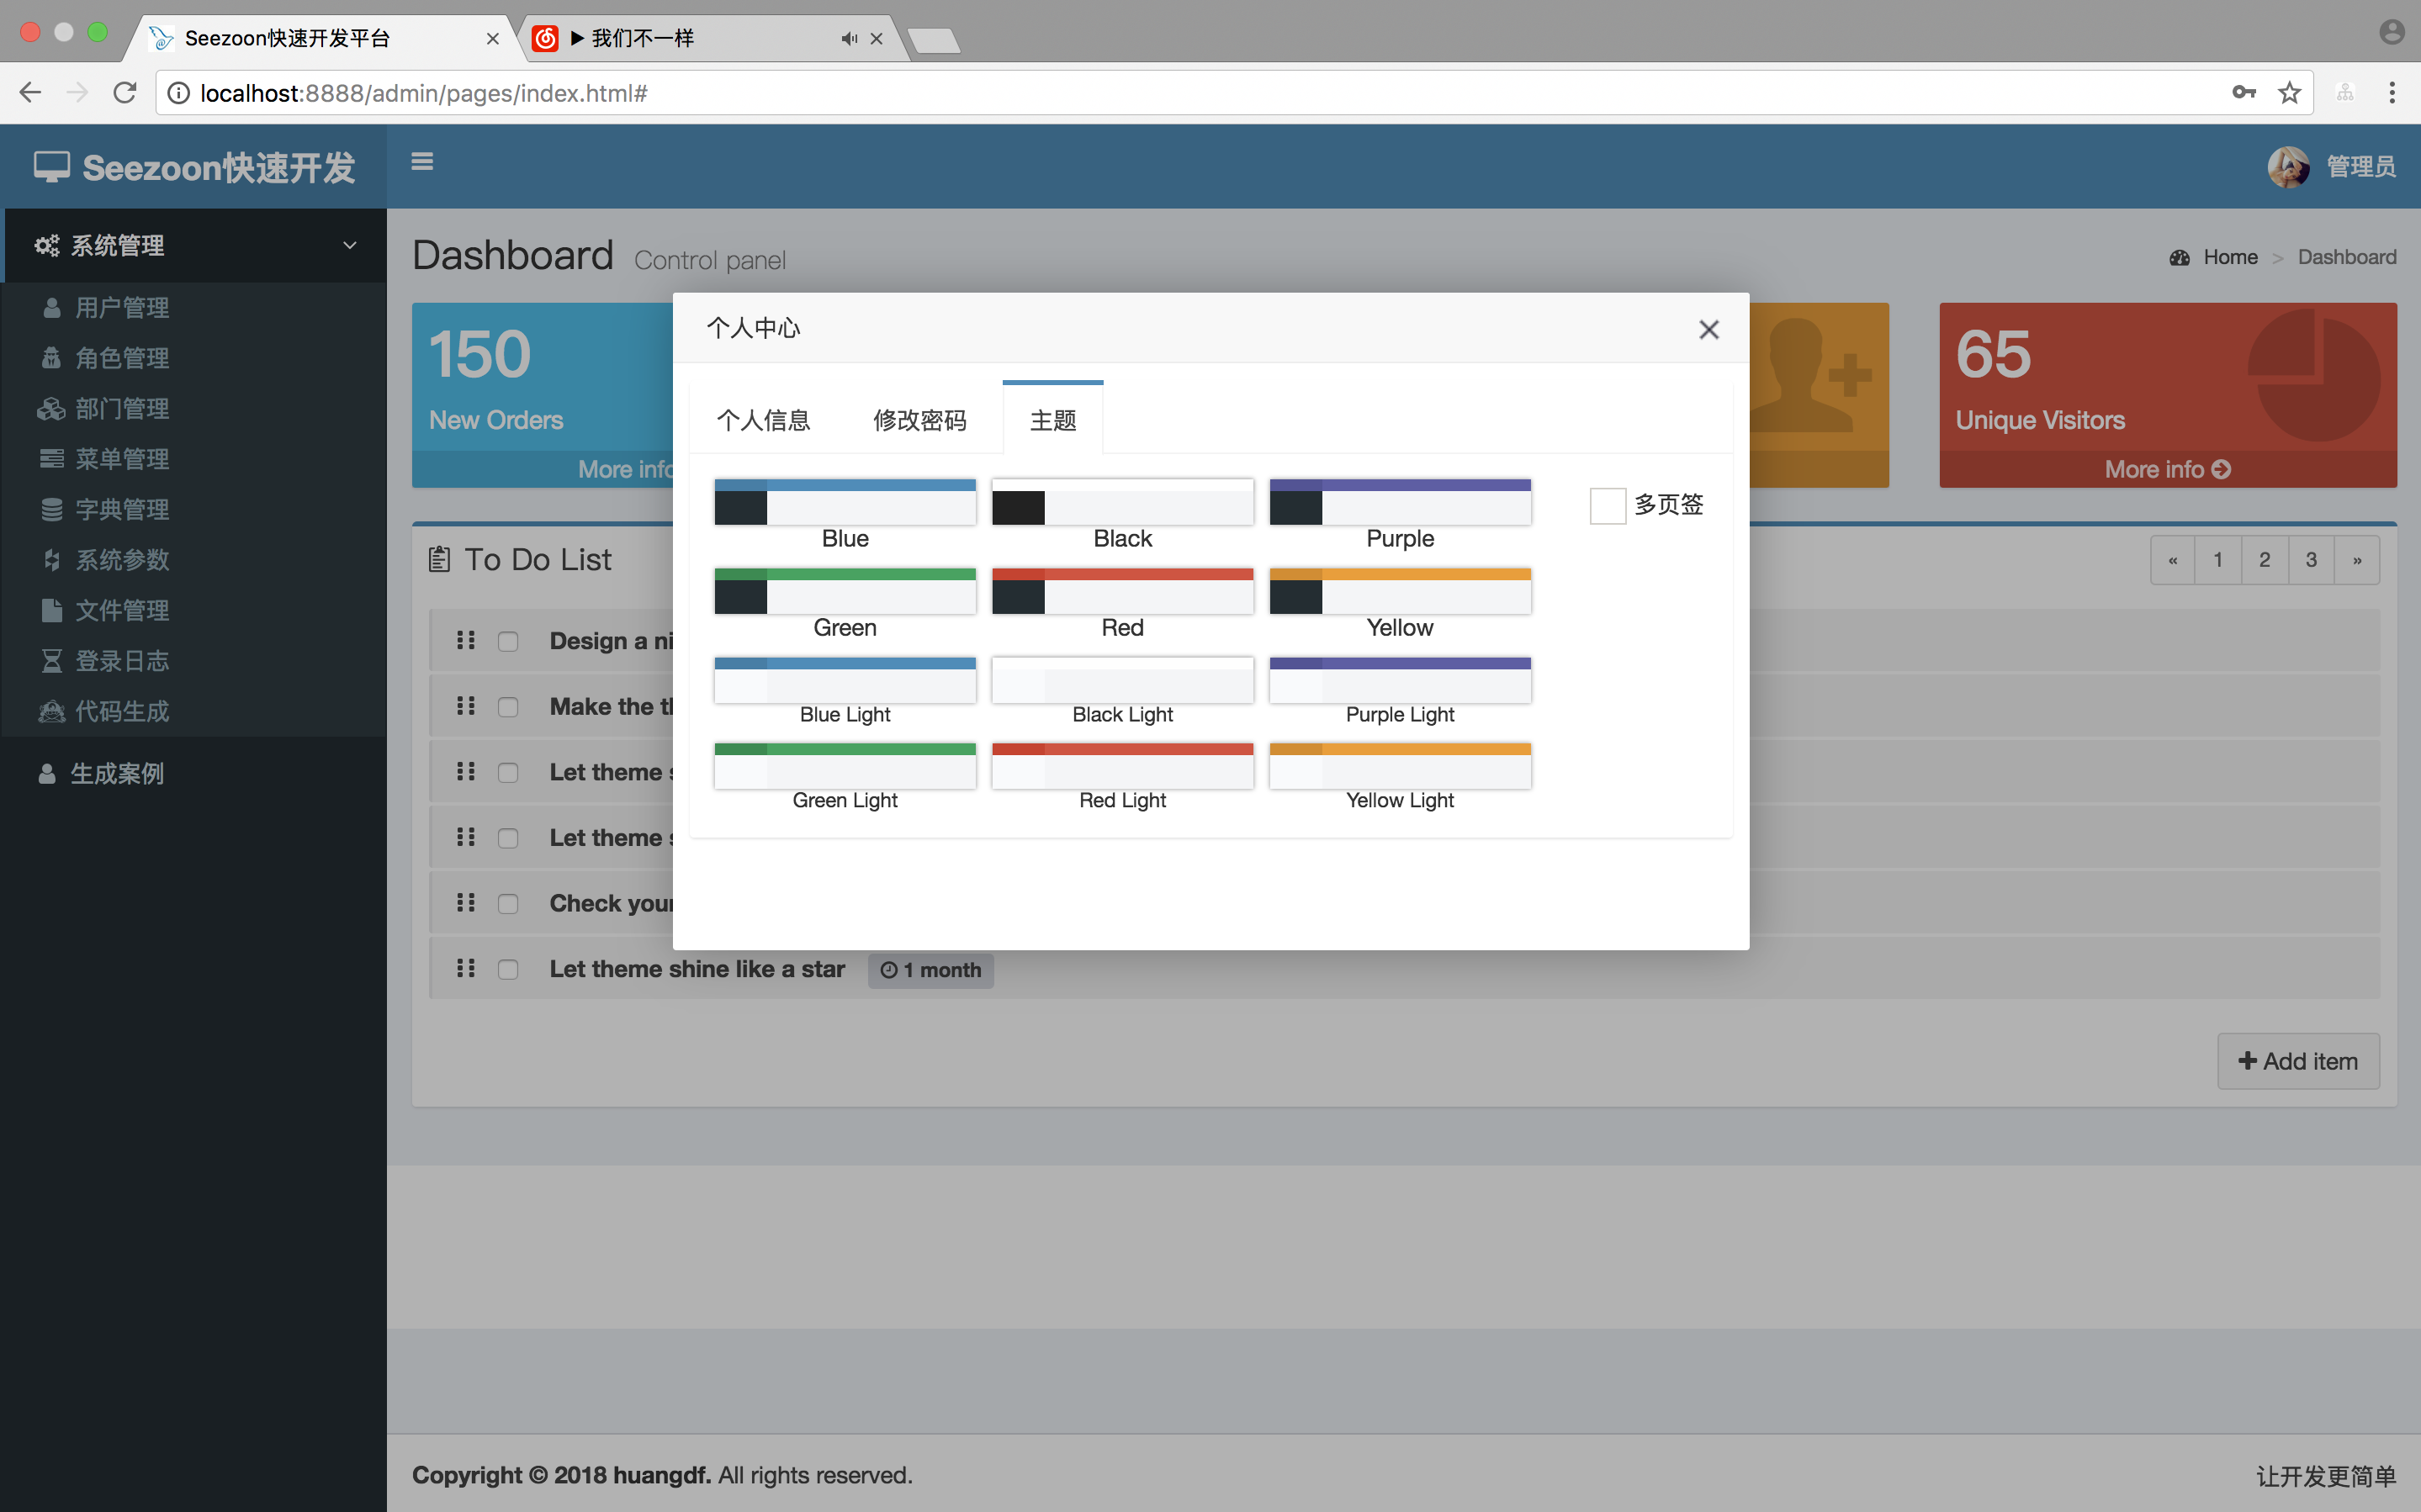 Seezoon快速开发平台
▶ 我们不一样
localhost:8888/admin/pages/index.html#
Seezoon快速开发
管理员
系统管理
用户管理
角色管理
部门管理
菜单管理
字典管理
系统参数
文件管理
登录日志
代码生成
生成案例
Dashboard Control panel
Home > Dashboard
150
New Orders
More info
65
Unique Visitors
More info
个人中心
个人信息
修改密码
主题
Blue
Black
Purple
多页签
Green
Red
Yellow
Blue Light
Black Light
Purple Light
Green Light
Red Light
Yellow Light
To Do List
« 1 2 3 »
Design a ni
Make the t
Let theme s
Let theme s
Check your
Let theme shine like a star 1 month
Add item
Copyright © 2018 huangdf. All rights reserved.
让开发更简单